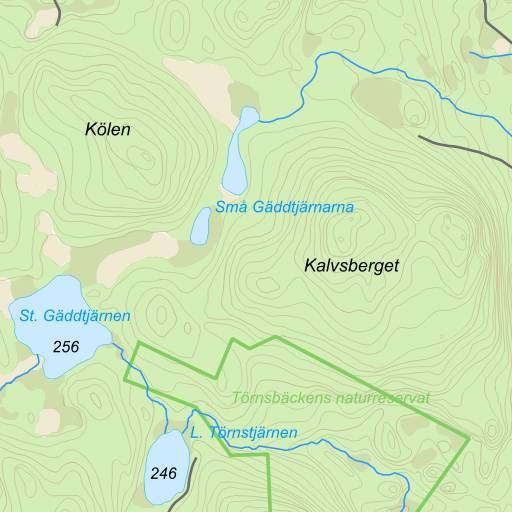 Kölen
Små Gäddtjärnarna
Kalvsberget
St. Gäddtjärnen
256
Törnsbäckens naturreservat
L. Törnstjärnen
246